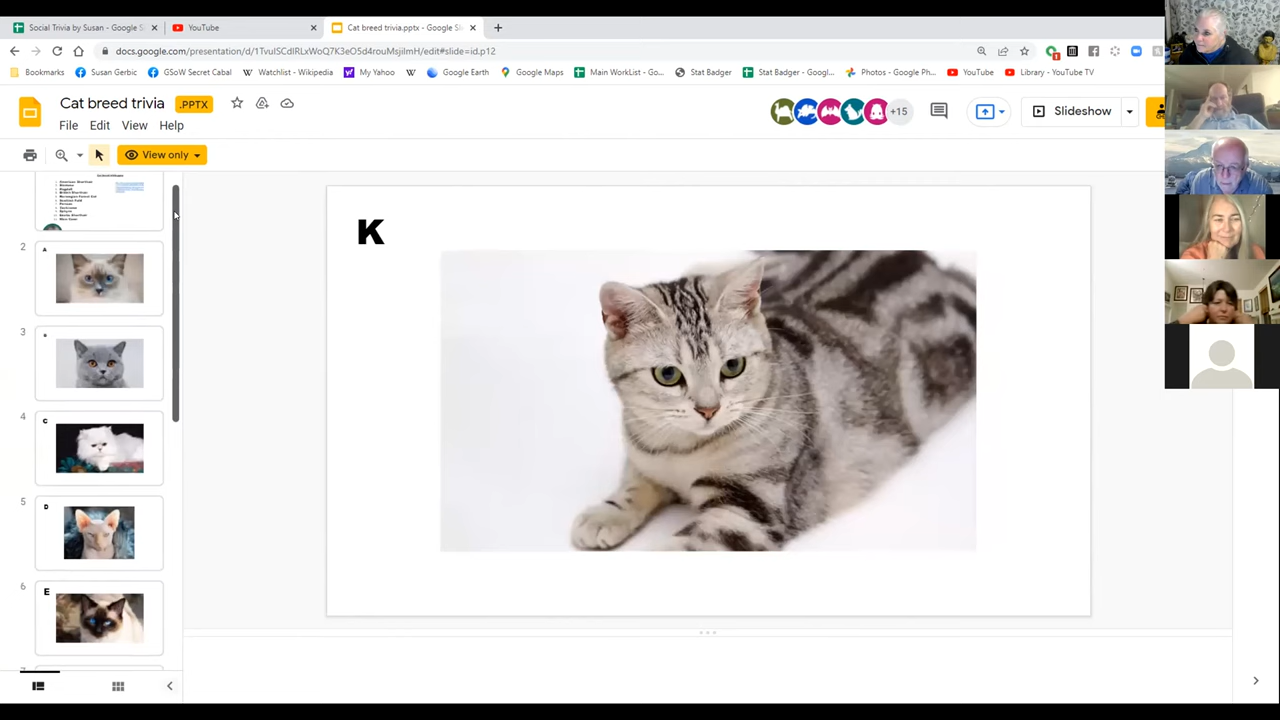 Social Trivia by Susan - Google S
YouTube
Cat breed trivia.pptx - Google Sl
docs.google.com/presentation/d/1TvuISCdlRLxWoQ7K3eO5d4rouMsjiImH/edit#slide=id.p12
Bookmarks
Susan Gerbic
GSoW Secret Cabal
Watchlist - Wikipedia
My Yahoo
Google Earth
Google Maps
Main WorkList - Go...
Stat Badger
Stat Badger - Googl...
Photos - Google Ph...
YouTube
Library - YouTube TV
Cat breed trivia
.PPTX
+15
Slideshow
File Edit View Help
View only
K
2
A
3
4
C
5
D
6
E